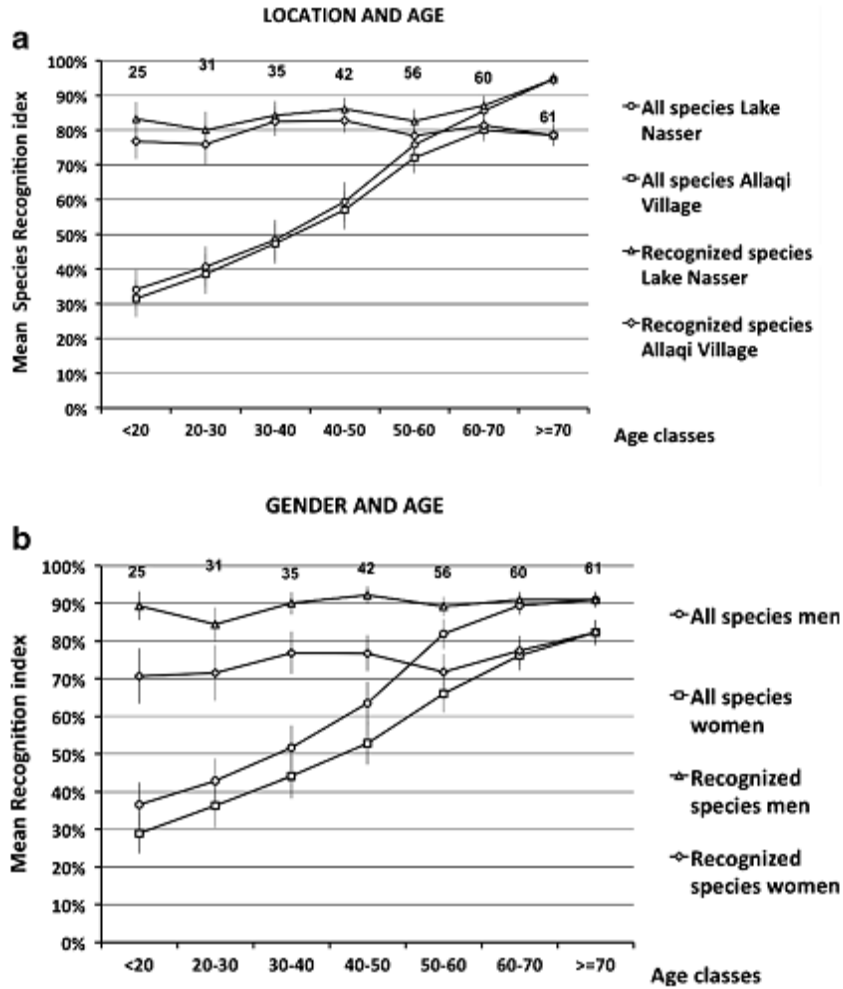 LOCATION AND AGE
a
100%
90%
80%
70%
60%
50%
40%
30%
20%
10%
0%
Mean Species Recognition idex
25 31 35 42 56 60 61
<20 20-30 30-40 40-50 50-60 60-70 >=70
Age classes
All species Lake
Nasser
All species Allaqi
Village
Recognized species
Lake Nasser
Recognized species
Allaqi Village
GENDER AND AGE
b
100%
90%
80%
70%
60%
50%
40%
30%
20%
10%
0%
Mean Recognition index
25 31 35 42 56 60 61
<20 20-30 30-40 40-50 50-60 60-70 >=70
Age classes
All species men
All species
women
Recognized
species men
Recognized
species women